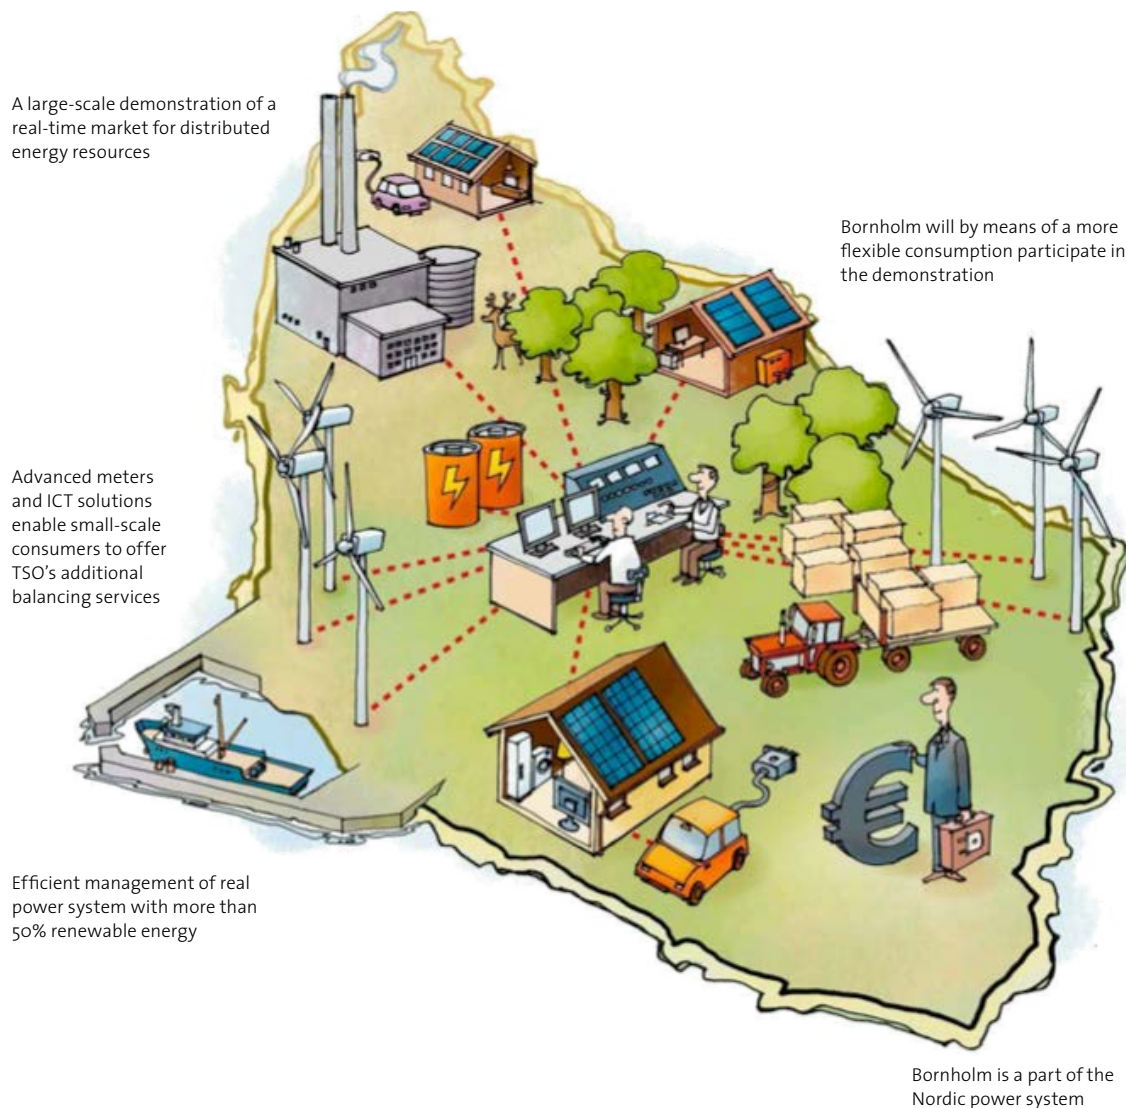 A large-scale demonstration of a
real-time market for distributed
energy resources
Bornholm will by means of a more
flexible consumption participate in
the demonstration
Advanced meters
and ICT solutions
enable small-scale
consumers to offer
TSO's additional
balancing services
€
Efficient management of real
power system with more than
50% renewable energy
Bornholm is a part of the
Nordic power system